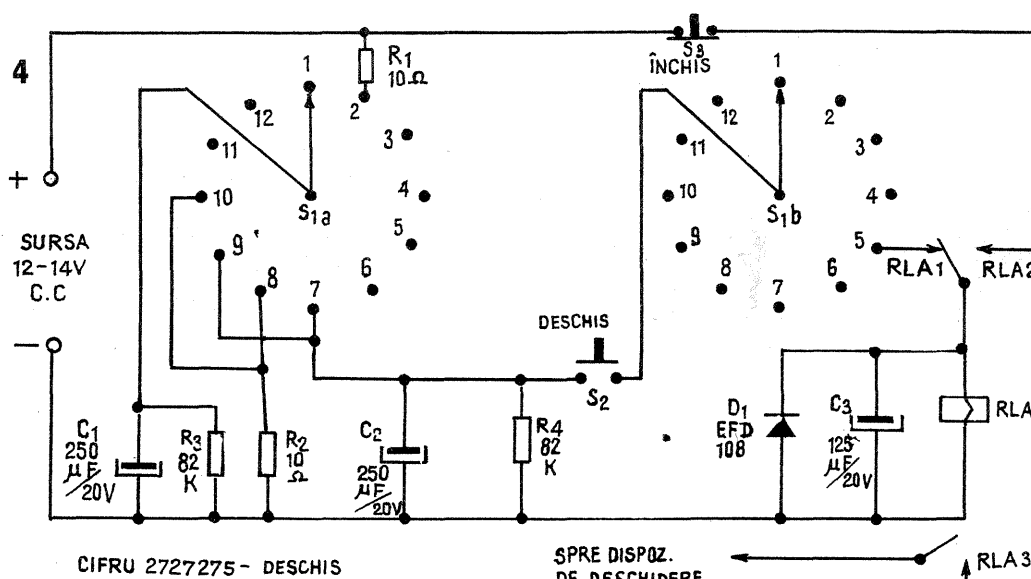 4
R1
10Ω
S3
ÎNCHIS
1
2
3
4
5
6
7
8
9
10
11
12
S1a
1
2
3
4
5
6
7
8
9
10
11
12
S1b
+
SURSA
12-14V
C.C
−
RLA1
RLA2
DESCHIS
S2
C1
250
μF/20V
R3
82
K
R2
10
Ω
C2
250
μF/20V
R4
82
K
D1
EFD
108
C3
125
μF/20V
RLA
CIFRU 2727275- DESCHIS
SPRE DISPOZ.
DE DESCHIDERE
RLA3